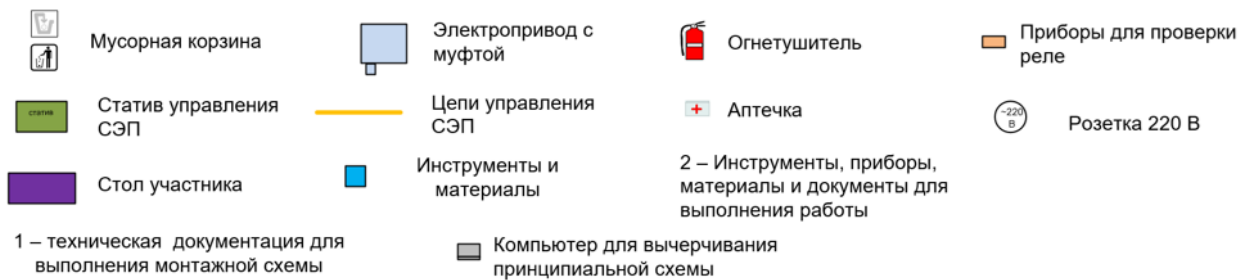 Мусорная корзина
Электропривод с
муфтой
Огнетушитель
Приборы для проверки
реле
статив
Статив управления
СЭП
Цепи управления
СЭП
Аптечка
~220
В
Розетка 220 В
Стол участника
Инструменты и
материалы
2 – Инструменты, приборы,
материалы и документы для
выполнения работы
1 – техническая документация для
выполнения монтажной схемы
Компьютер для вычерчивания
принципиальной схемы